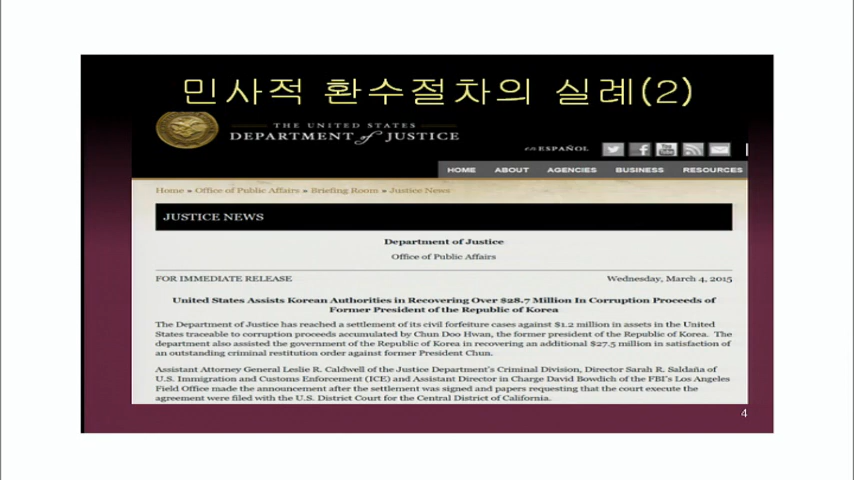 민사적 환수절차의 실례(2)
THE UNITED STATES
DEPARTMENT of JUSTICE
en ESPAÑOL
HOME ABOUT AGENCIES BUSINESS RESOURCES
Home » Office of Public Affairs » Briefing Room » Justice News
JUSTICE NEWS
Department of Justice
Office of Public Affairs
FOR IMMEDIATE RELEASE Wednesday, March 4, 2015
United States Assists Korean Authorities in Recovering Over $28.7 Million In Corruption Proceeds of
Former President of the Republic of Korea
The Department of Justice has reached a settlement of its civil forfeiture cases against $1.2 million in assets in the United
States traceable to corruption proceeds accumulated by Chun Doo Hwan, the former president of the Republic of Korea. The
department also assisted the government of the Republic of Korea in recovering an additional $27.5 million in satisfaction of
an outstanding criminal restitution order against former President Chun.
Assistant Attorney General Leslie R. Caldwell of the Justice Department's Criminal Division, Director Sarah R. Saldaña of
U.S. Immigration and Customs Enforcement (ICE) and Assistant Director in Charge David Bowdich of the FBI's Los Angeles
Field Office made the announcement after the settlement was signed and papers requesting that the court execute the
agreement were filed with the U.S. District Court for the Central District of California.
4